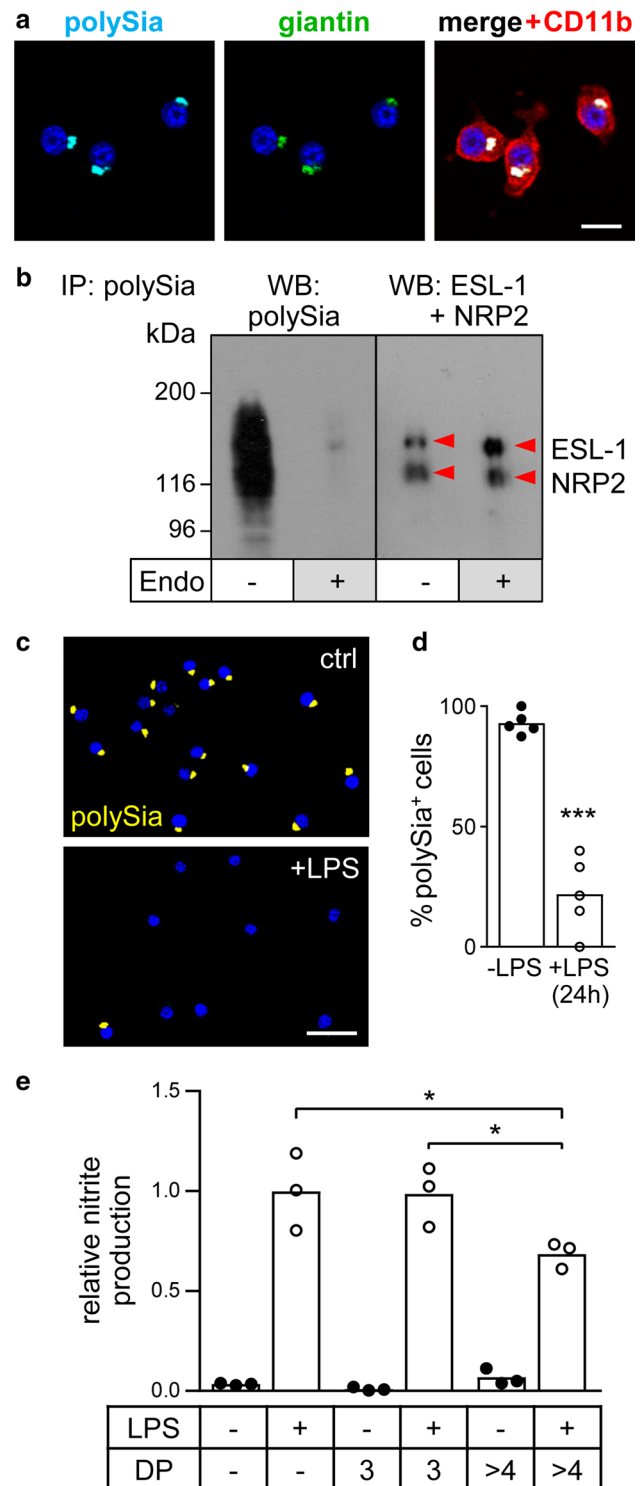 a
polySia giantin merge+CD11b
b IP: polySia WB: WB: ESL-1
polySia + NRP2
kDa
200
ESL-1
116 NRP2
96
Endo - + - +
c d
ctrl
polySia
+LPS
% polySia⁺ cells
100
50
0
***
-LPS +LPS
(24h)
e
relative nitrite
production
1.5
1.0
0.5
0.0
*
*
LPS - + - + - +
DP - - 3 3 >4 >4